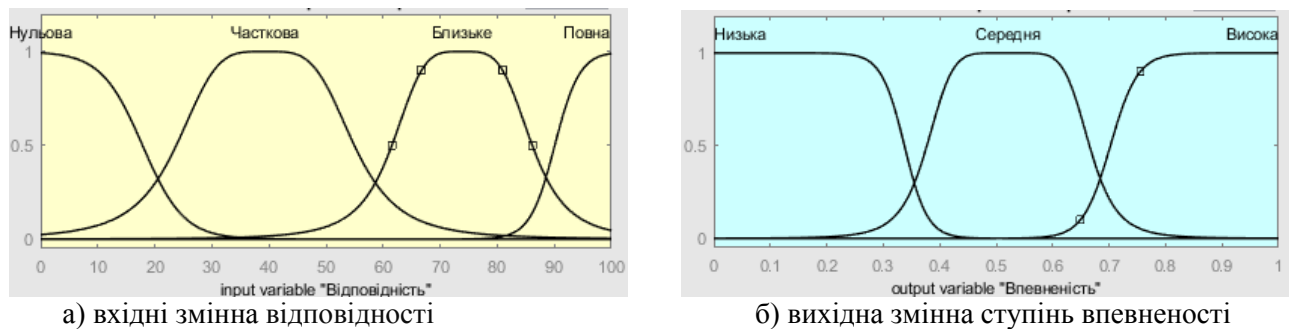 Нульова Часткова Близьке Повна
1
0.5
0
0 10 20 30 40 50 60 70 80 90 100
input variable "Відповідність"
а) вхідні змінна відповідності
Низька Середня Висока
1
0.5
0
0 0.1 0.2 0.3 0.4 0.5 0.6 0.7 0.8 0.9 1
output variable "Впевненість"
б) вихідна змінна ступінь впевненості